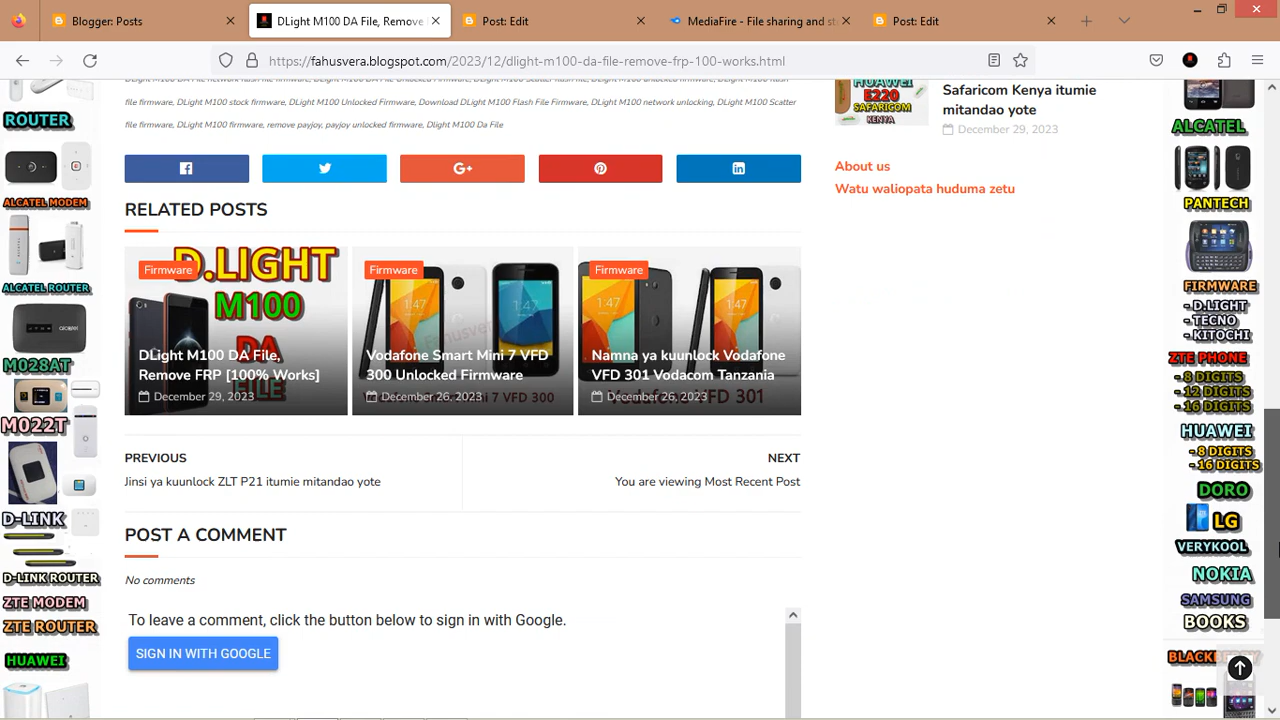 Blogger: Posts
DLight M100 DA File, Remove
Post: Edit
MediaFire - File sharing and st
Post: Edit
https://fahusvera.blogspot.com/2023/12/dlight-m100-da-file-remove-frp-100-works.html
file firmware, DLight M100 stock firmware, DLight M100 Unlocked Firmware, Download DLight M100 Flash File Firmware, DLight M100 network unlocking, DLight M100 Scatter
file firmware, DLight M100 firmware, remove payjoy, payjoy unlocked firmware, Dlight M100 Da File
RELATED POSTS
Firmware
D.LIGHT
M100
DA
FILE
DLight M100 DA File,
Remove FRP [100% Works]
December 29, 2023
Firmware
Vodafone Smart Mini 7 VFD
300 Unlocked Firmware
December 26, 2023
Firmware
Namna ya kuunlock Vodafone
VFD 301 Vodacom Tanzania
December 26, 2023
PREVIOUS
Jinsi ya kuunlock ZLT P21 itumie mitandao yote
NEXT
You are viewing Most Recent Post
POST A COMMENT
No comments
To leave a comment, click the button below to sign in with Google.
SIGN IN WITH GOOGLE
HUAWEI
E220
SAFARICOM
KENYA
Safaricom Kenya itumie
mitandao yote
December 29, 2023
About us
Watu waliopata huduma zetu
ROUTER
ALCATEL MODEM
ALCATEL ROUTER
M028AT
M022T
D-LINK
D-LINK ROUTER
ZTE MODEM
ZTE ROUTER
HUAWEI
ALCATEL
PANTECH
FIRMWARE
- D.LIGHT
- TECNO
- KITOCHI
ZTE PHONE
- 8 DIGITS
- 12 DIGITS
- 16 DIGITS
HUAWEI
- 8 DIGITS
- 16 DIGITS
DORO
LG
VERYKOOL
NOKIA
SAMSUNG
BOOKS
BLACKBERRY